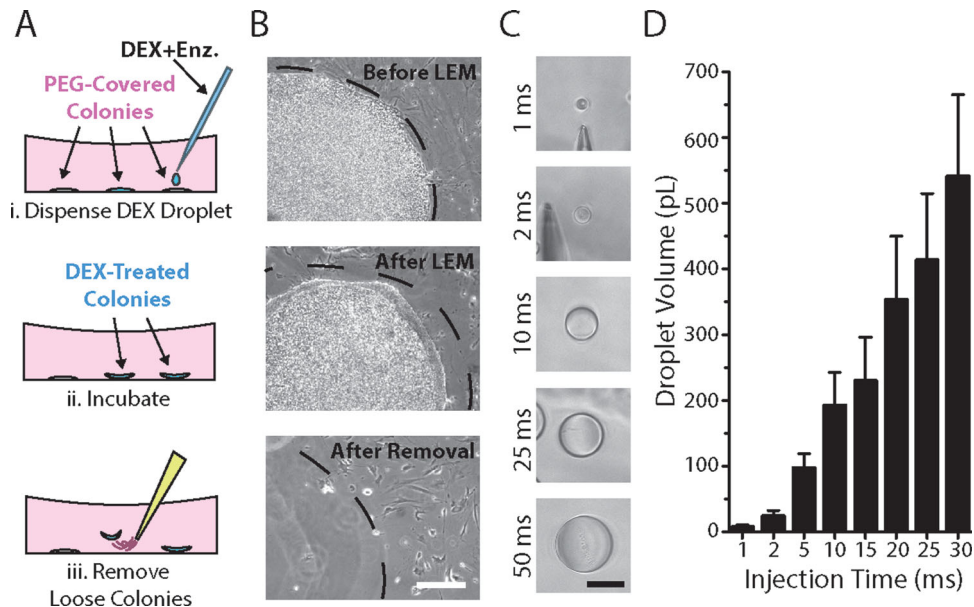 A
DEX+Enz.
PEG-Covered
Colonies
i. Dispense DEX Droplet
DEX-Treated
Colonies
ii. Incubate
iii. Remove
Loose Colonies
B
Before LEM
After LEM
After Removal
C
1 ms
2 ms
10 ms
25 ms
50 ms
D
Droplet Volume (pL)
700
600
500
400
300
200
100
0
1 2 5 10 15 20 25 30
Injection Time (ms)